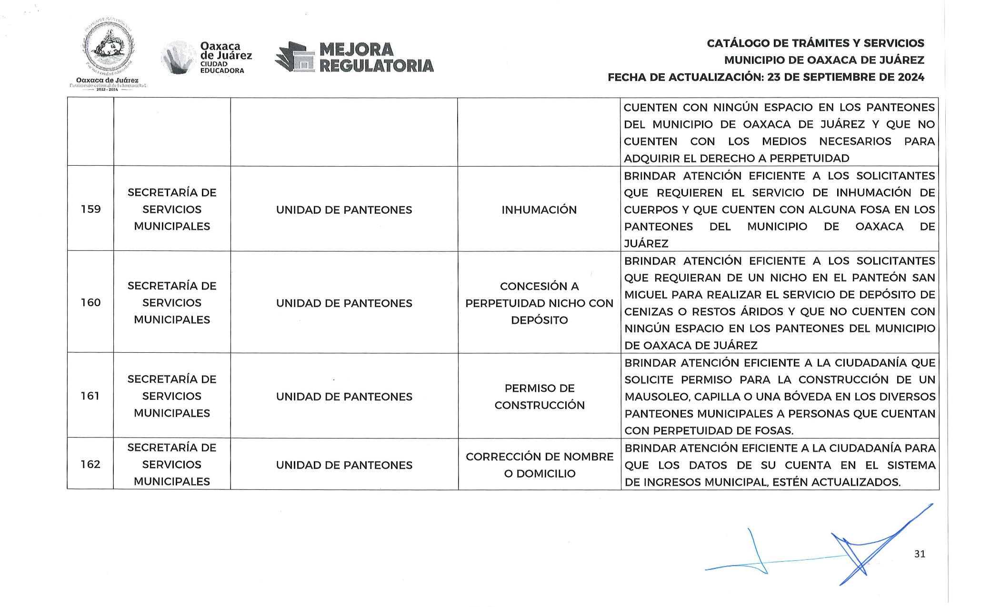 Oaxaca de Juárez
Patrimonio cultural de la humanidad
2022 - 2024
Oaxaca
de Juárez
CIUDAD
EDUCADORA
MEJORA
REGULATORIA
CATÁLOGO DE TRÁMITES Y SERVICIOS
MUNICIPIO DE OAXACA DE JUÁREZ
FECHA DE ACTUALIZACIÓN: 23 DE SEPTIEMBRE DE 2024
CUENTEN CON NINGÚN ESPACIO EN LOS PANTEONES
DEL MUNICIPIO DE OAXACA DE JUÁREZ Y QUE NO
CUENTEN CON LOS MEDIOS NECESARIOS PARA
ADQUIRIR EL DERECHO A PERPETUIDAD
159
SECRETARÍA DE
SERVICIOS
MUNICIPALES
UNIDAD DE PANTEONES
INHUMACIÓN
BRINDAR ATENCIÓN EFICIENTE A LOS SOLICITANTES
QUE REQUIEREN EL SERVICIO DE INHUMACIÓN DE
CUERPOS Y QUE CUENTEN CON ALGUNA FOSA EN LOS
PANTEONES DEL MUNICIPIO DE OAXACA DE
JUÁREZ
160
SECRETARÍA DE
SERVICIOS
MUNICIPALES
UNIDAD DE PANTEONES
CONCESIÓN A
PERPETUIDAD NICHO CON
DEPÓSITO
BRINDAR ATENCIÓN EFICIENTE A LOS SOLICITANTES
QUE REQUIERAN DE UN NICHO EN EL PANTEÓN SAN
MIGUEL PARA REALIZAR EL SERVICIO DE DEPÓSITO DE
CENIZAS O RESTOS ÁRIDOS Y QUE NO CUENTEN CON
NINGÚN ESPACIO EN LOS PANTEONES DEL MUNICIPIO
DE OAXACA DE JUÁREZ
161
SECRETARÍA DE
SERVICIOS
MUNICIPALES
UNIDAD DE PANTEONES
PERMISO DE
CONSTRUCCIÓN
BRINDAR ATENCIÓN EFICIENTE A LA CIUDADANÍA QUE
SOLICITE PERMISO PARA LA CONSTRUCCIÓN DE UN
MAUSOLEO, CAPILLA O UNA BÓVEDA EN LOS DIVERSOS
PANTEONES MUNICIPALES A PERSONAS QUE CUENTAN
CON PERPETUIDAD DE FOSAS.
162
SECRETARÍA DE
SERVICIOS
MUNICIPALES
UNIDAD DE PANTEONES
CORRECCIÓN DE NOMBRE
O DOMICILIO
BRINDAR ATENCIÓN EFICIENTE A LA CIUDADANÍA PARA
QUE LOS DATOS DE SU CUENTA EN EL SISTEMA
DE INGRESOS MUNICIPAL, ESTÉN ACTUALIZADOS.
31